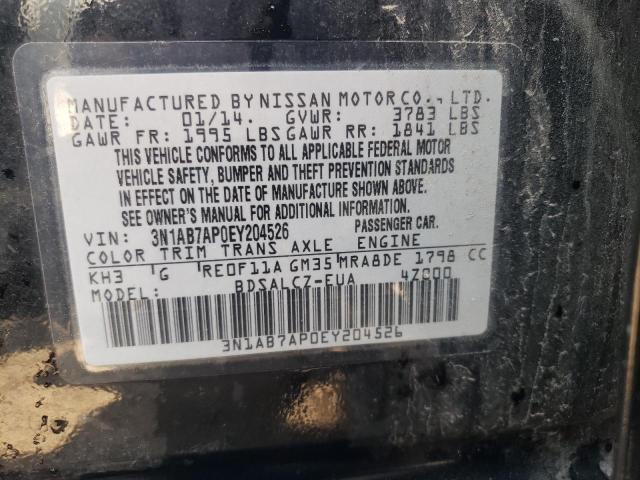 MANUFACTURED BY NISSAN MOTOR CO., LTD.
DATE: 01/14. GVWR: 3783 LBS
GAWR FR: 1995 LBS GAWR RR: 1841 LBS
THIS VEHICLE CONFORMS TO ALL APPLICABLE FEDERAL MOTOR
VEHICLE SAFETY, BUMPER AND THEFT PREVENTION STANDARDS
IN EFFECT ON THE DATE OF MANUFACTURE SHOWN ABOVE.
SEE OWNER'S MANUAL FOR ADDITIONAL INFORMATION
VIN: 3N1AB7AP0EY204526 PASSENGER CAR.
COLOR TRIM TRANS AXLE ENGINE
KH3 G RE0F11A GM35 MRA8DE 1798 CC
MODEL: BDSALCZ-EUA 4Z000
3N1AB7AP0EY204526